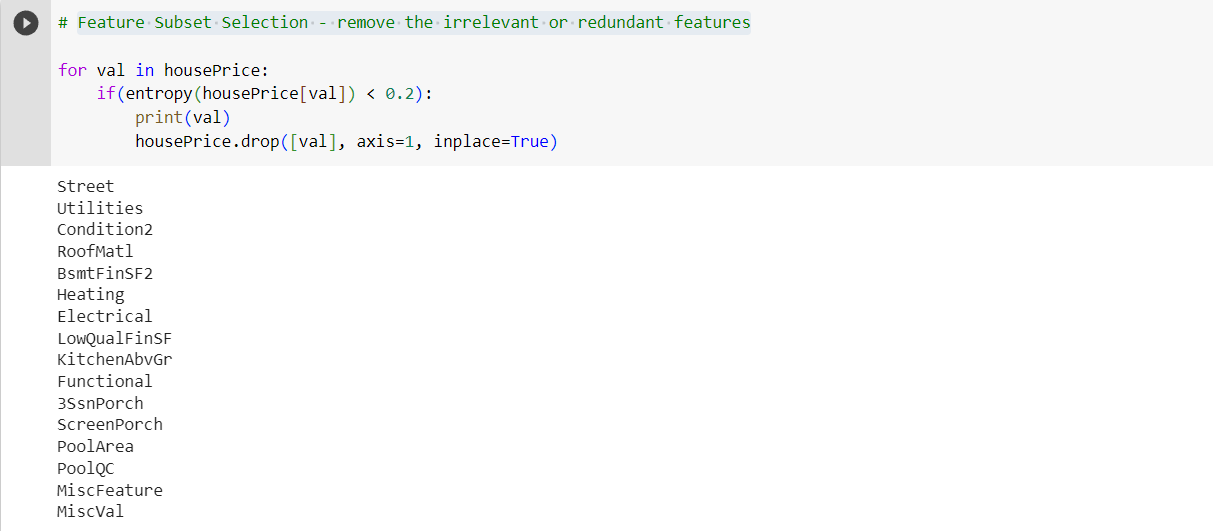 # Feature Subset Selection - remove the irrelevant or redundant features
for val in housePrice:
    if(entropy(housePrice[val]) < 0.2):
        print(val)
        housePrice.drop([val], axis=1, inplace=True)
Street
Utilities
Condition2
RoofMatl
BsmtFinSF2
Heating
Electrical
LowQualFinSF
KitchenAbvGr
Functional
3SsnPorch
ScreenPorch
PoolArea
PoolQC
MiscFeature
MiscVal